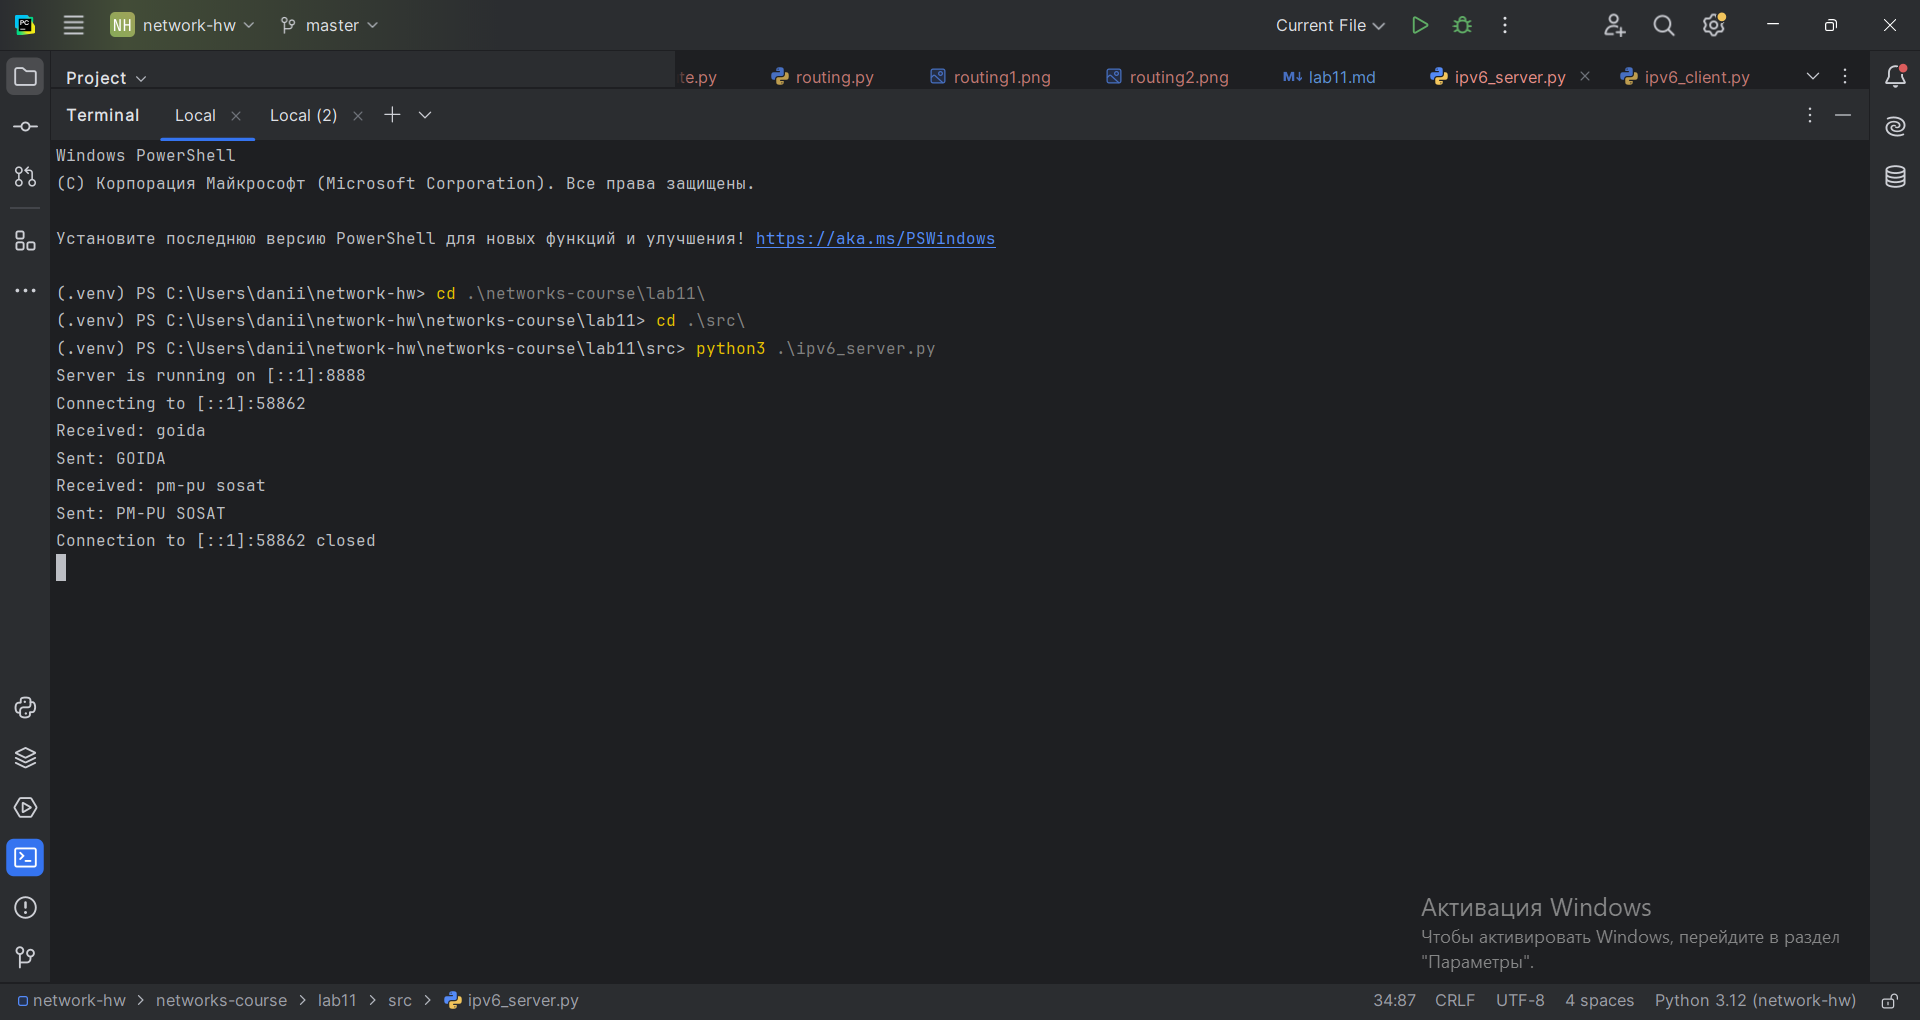 NH network-hw master Current File
Project te.py routing.py routing1.png routing2.png M↓ lab11.md ipv6_server.py ipv6_client.py
Terminal Local Local (2)
Windows PowerShell
(C) Корпорация Майкрософт (Microsoft Corporation). Все права защищены.
Установите последнюю версию PowerShell для новых функций и улучшения! https://aka.ms/PSWindows
(.venv) PS C:\Users\danii\network-hw> cd .\networks-course\lab11\
(.venv) PS C:\Users\danii\network-hw\networks-course\lab11> cd .\src\
(.venv) PS C:\Users\danii\network-hw\networks-course\lab11\src> python3 .\ipv6_server.py
Server is running on [::1]:8888
Connecting to [::1]:58862
Received: goida
Sent: GOIDA
Received: pm-pu sosat
Sent: PM-PU SOSAT
Connection to [::1]:58862 closed
Активация Windows
Чтобы активировать Windows, перейдите в раздел
"Параметры".
network-hw > networks-course > lab11 > src > ipv6_server.py 34:87 CRLF UTF-8 4 spaces Python 3.12 (network-hw)